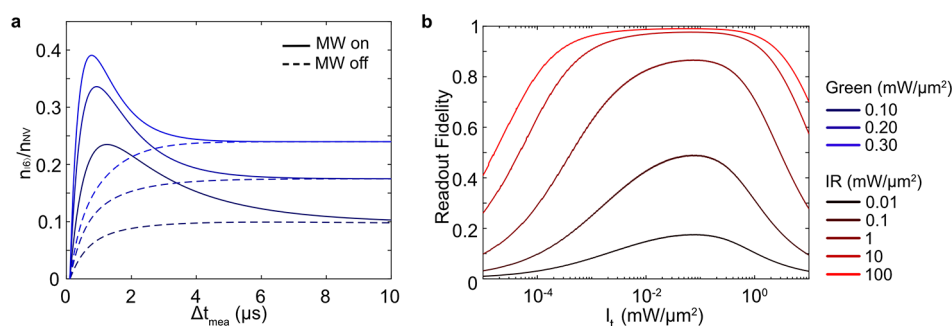 a
b
0.4
0.3
0.2
0.1
0
0
2
4
6
8
10
n|6⟩/nNV
Δtmea (µs)
MW on
MW off
1
0.8
0.6
0.4
0.2
0
10-4
10-2
100
Readout Fidelity
It (mW/µm²)
Green (mW/µm²)
0.10
0.20
0.30
IR (mW/µm²)
0.01
0.1
1
10
100